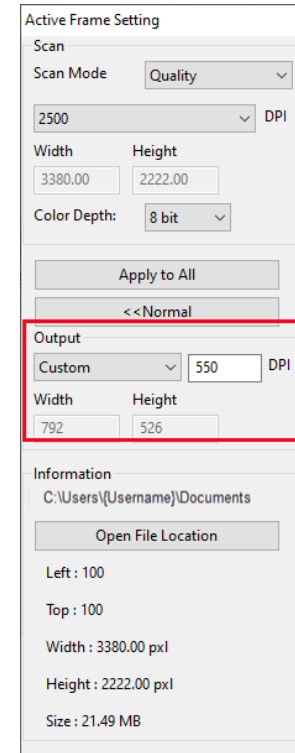 Active Frame Setting
Scan
Scan Mode Quality
2500 DPI
Width Height
3380.00 2222.00
Color Depth: 8 bit
Apply to All
<<Normal
Output
Custom 550 DPI
Width Height
792 526
Information
C:\Users\{Username}\Documents
Open File Location
Left : 100
Top : 100
Width : 3380.00 pxl
Height : 2222.00 pxl
Size : 21.49 MB